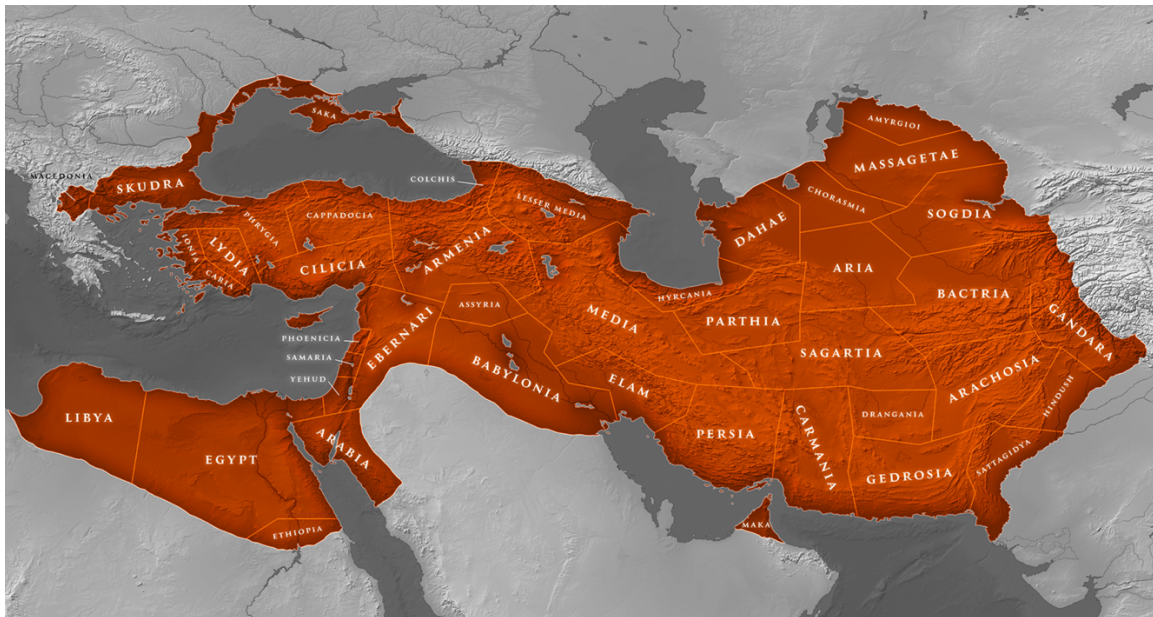 AMYRGIOI
SAKA
MASSAGETAE
MACEDONIA
SKUDRA
COLCHIS
LESSER MEDIA
CHORASMIA
SOGDIA
CAPPADOCIA
PHRYGIA
DAHAE
IONIA
LYDIA
CARIA
CILICIA
ARMENIA
ARIA
BACTRIA
HYRCANIA
ASSYRIA
MEDIA
PARTHIA
GANDARA
PHOENICIA
SAMARIA
YEHUD
EBERNARI
SAGARTIA
BABYLONIA
ELAM
ARACHOSIA
HINDUSH
LIBYA
EGYPT
ARABIA
PERSIA
CARMANIA
DRANGANIA
SATTAGIDYA
GEDROSIA
ETHIOPIA
MAKA